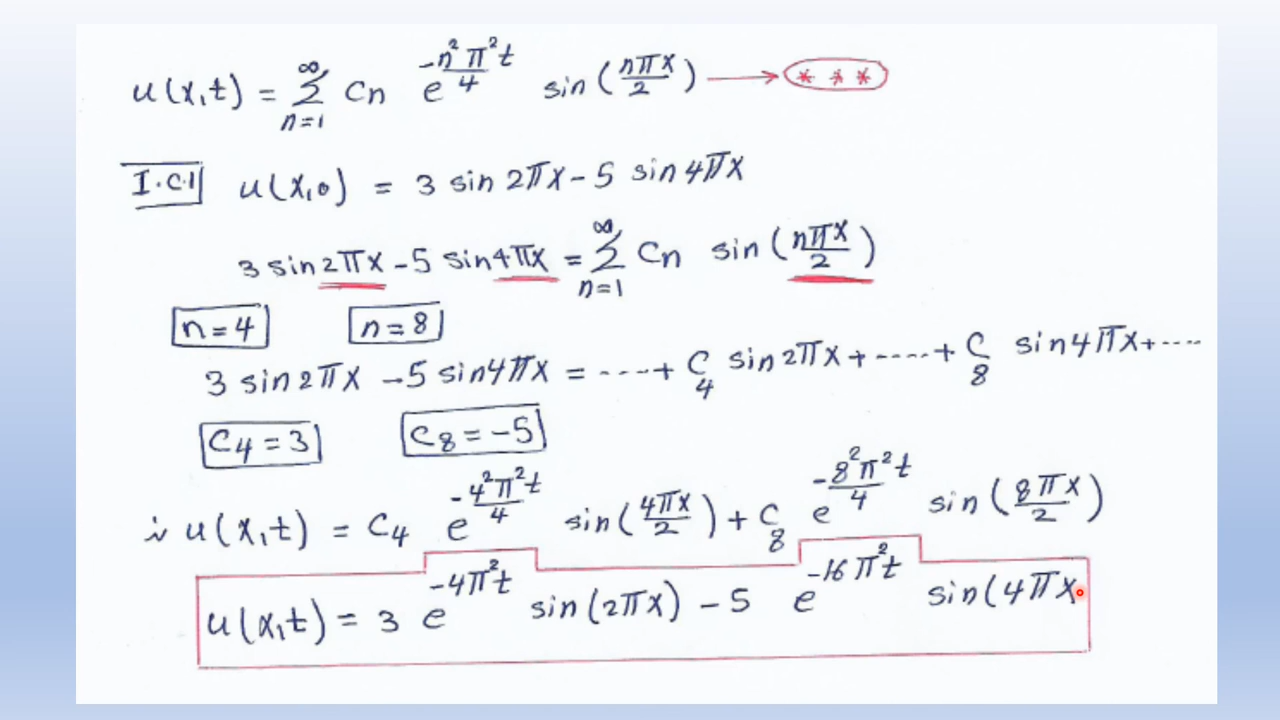 u(x,t) = ∞ Σ n=1 Cn e^(-n²π²t/4) sin(nπx/2) → ***
I.C.1 u(x,0) = 3 sin 2πx - 5 sin 4πx
3 sin 2πx - 5 sin 4πx = ∞ Σ n=1 Cn sin(nπx/2)
n=4 n=8
3 sin 2πx - 5 sin 4πx = ----+ C4 sin 2πx + -----+ C8 sin 4πx + ----
C4 = 3 C8 = -5
∴ u(x,t) = C4 e^(-4²π²t/4) sin(4πx/2) + C8 e^(-8²π²t/4) sin(8πx/2)
u(x,t) = 3 e^(-4π²t) sin(2πx) - 5 e^(-16π²t) sin(4πx